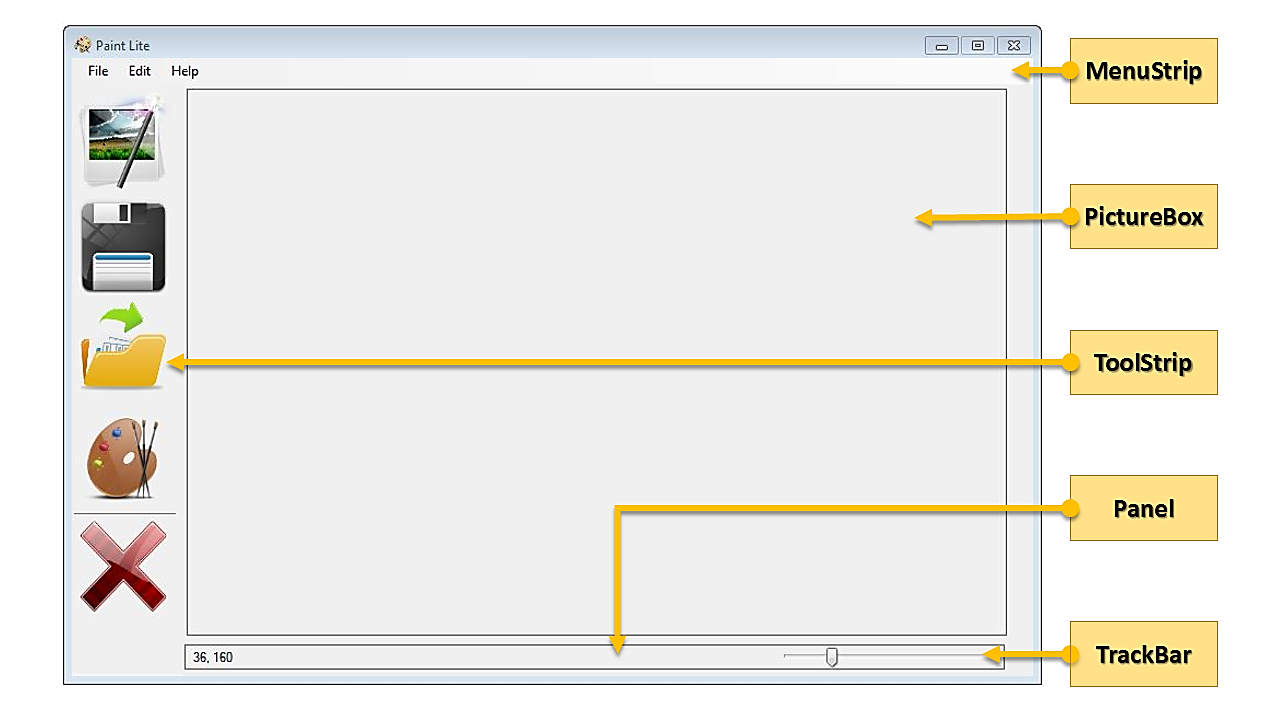 Paint Lite
File Edit Help
MenuStrip
PictureBox
ToolStrip
Panel
36, 160
TrackBar